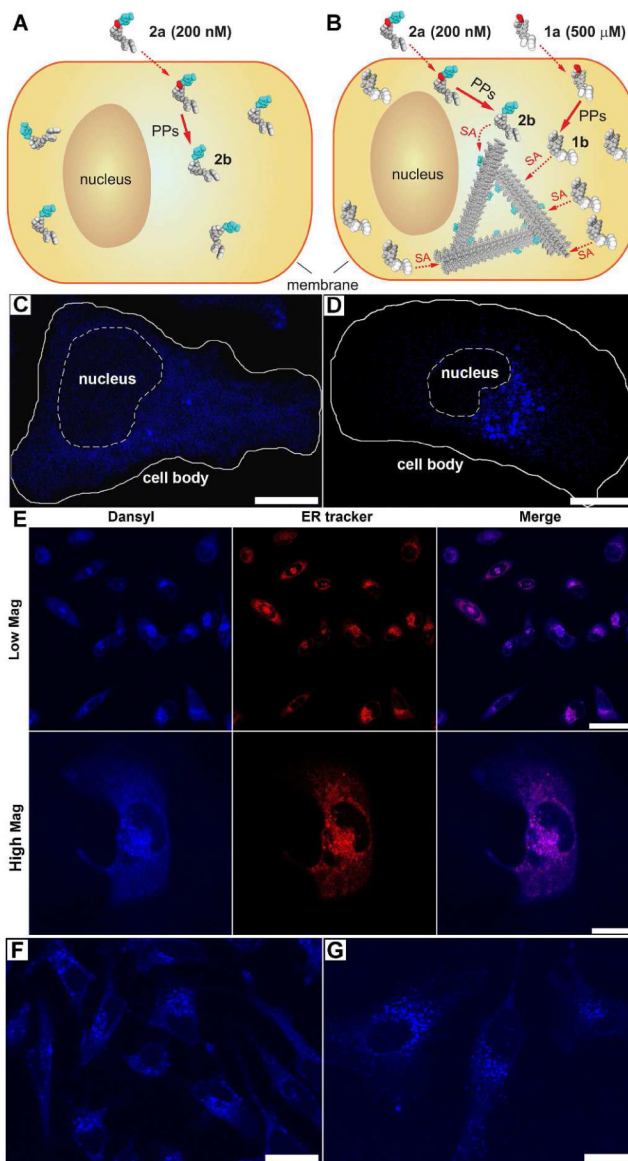 A
2a (200 nM)
PPs
2b
nucleus
B
2a (200 nM)
1a (500 μM)
PPs
2b
PPs
SA
1b
SA
nucleus
SA
SA
SA
SA
membrane
C
nucleus
cell body
D
nucleus
cell body
E
Dansyl
ER tracker
Merge
Low Mag
High Mag
F
G